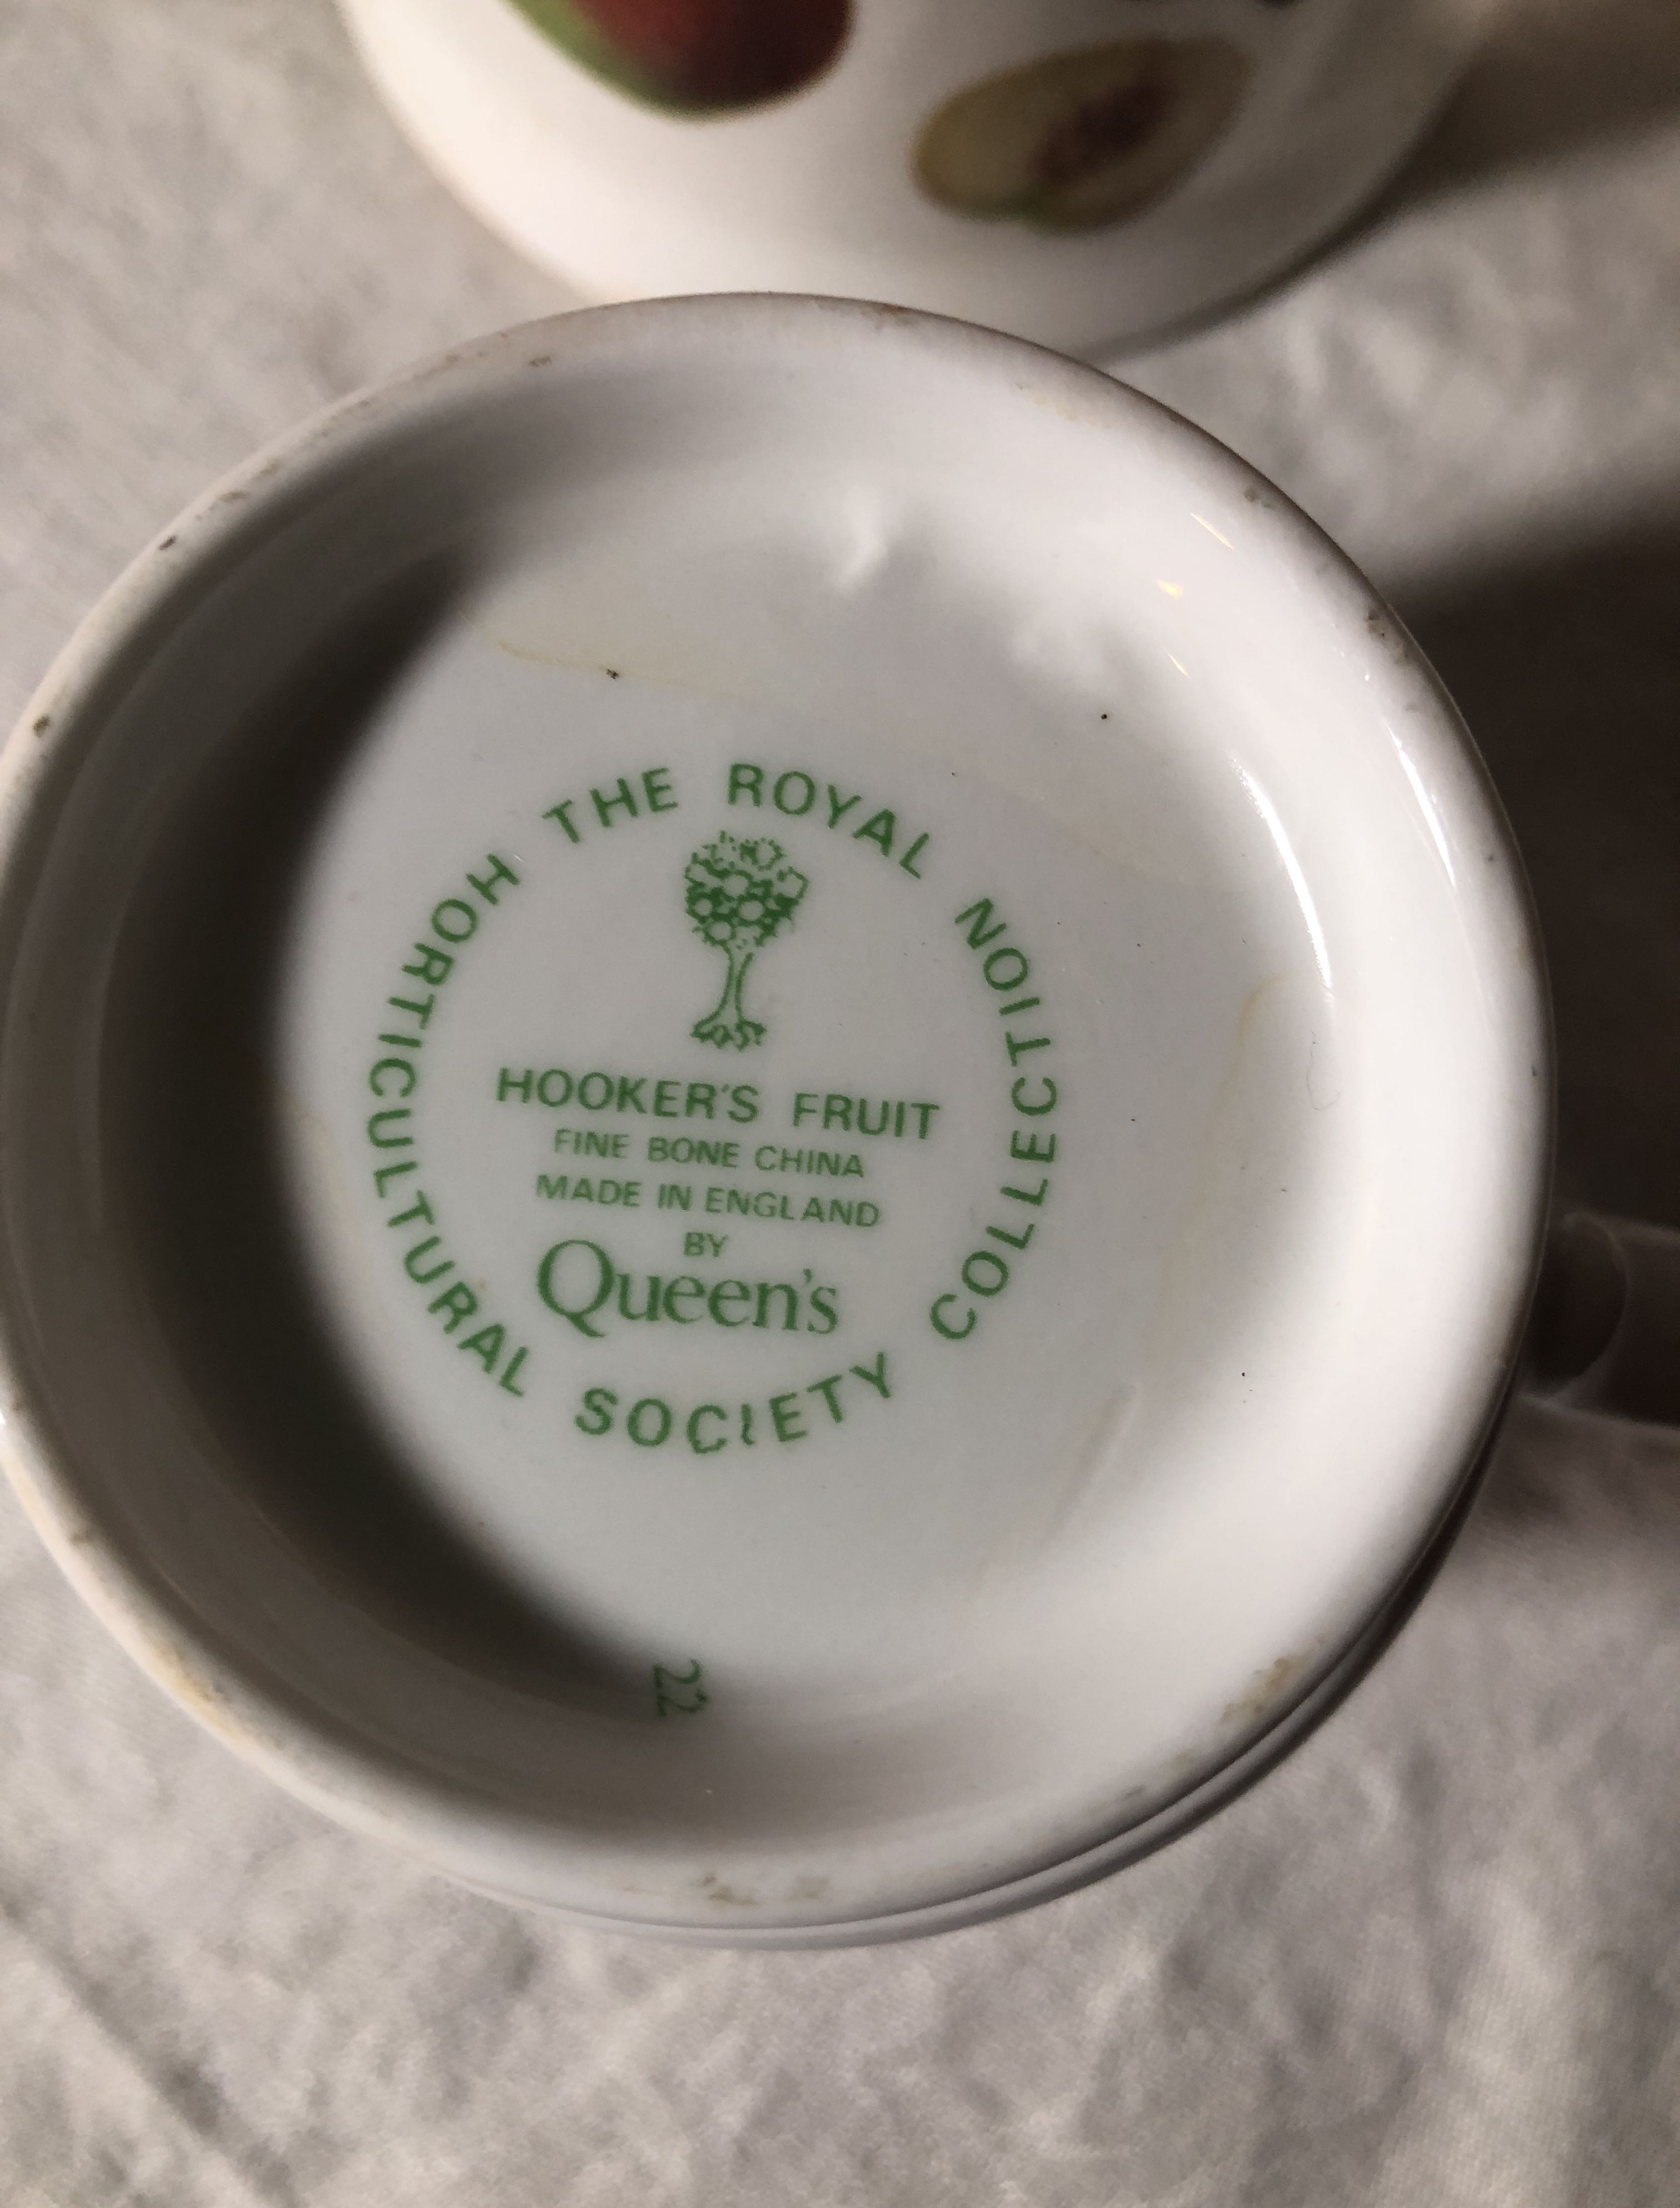 THE ROYAL HORTICULTURAL SOCIETY COLLECTION
HOOKER'S FRUIT
FINE BONE CHINA
MADE IN ENGLAND
BY
Queen's
22